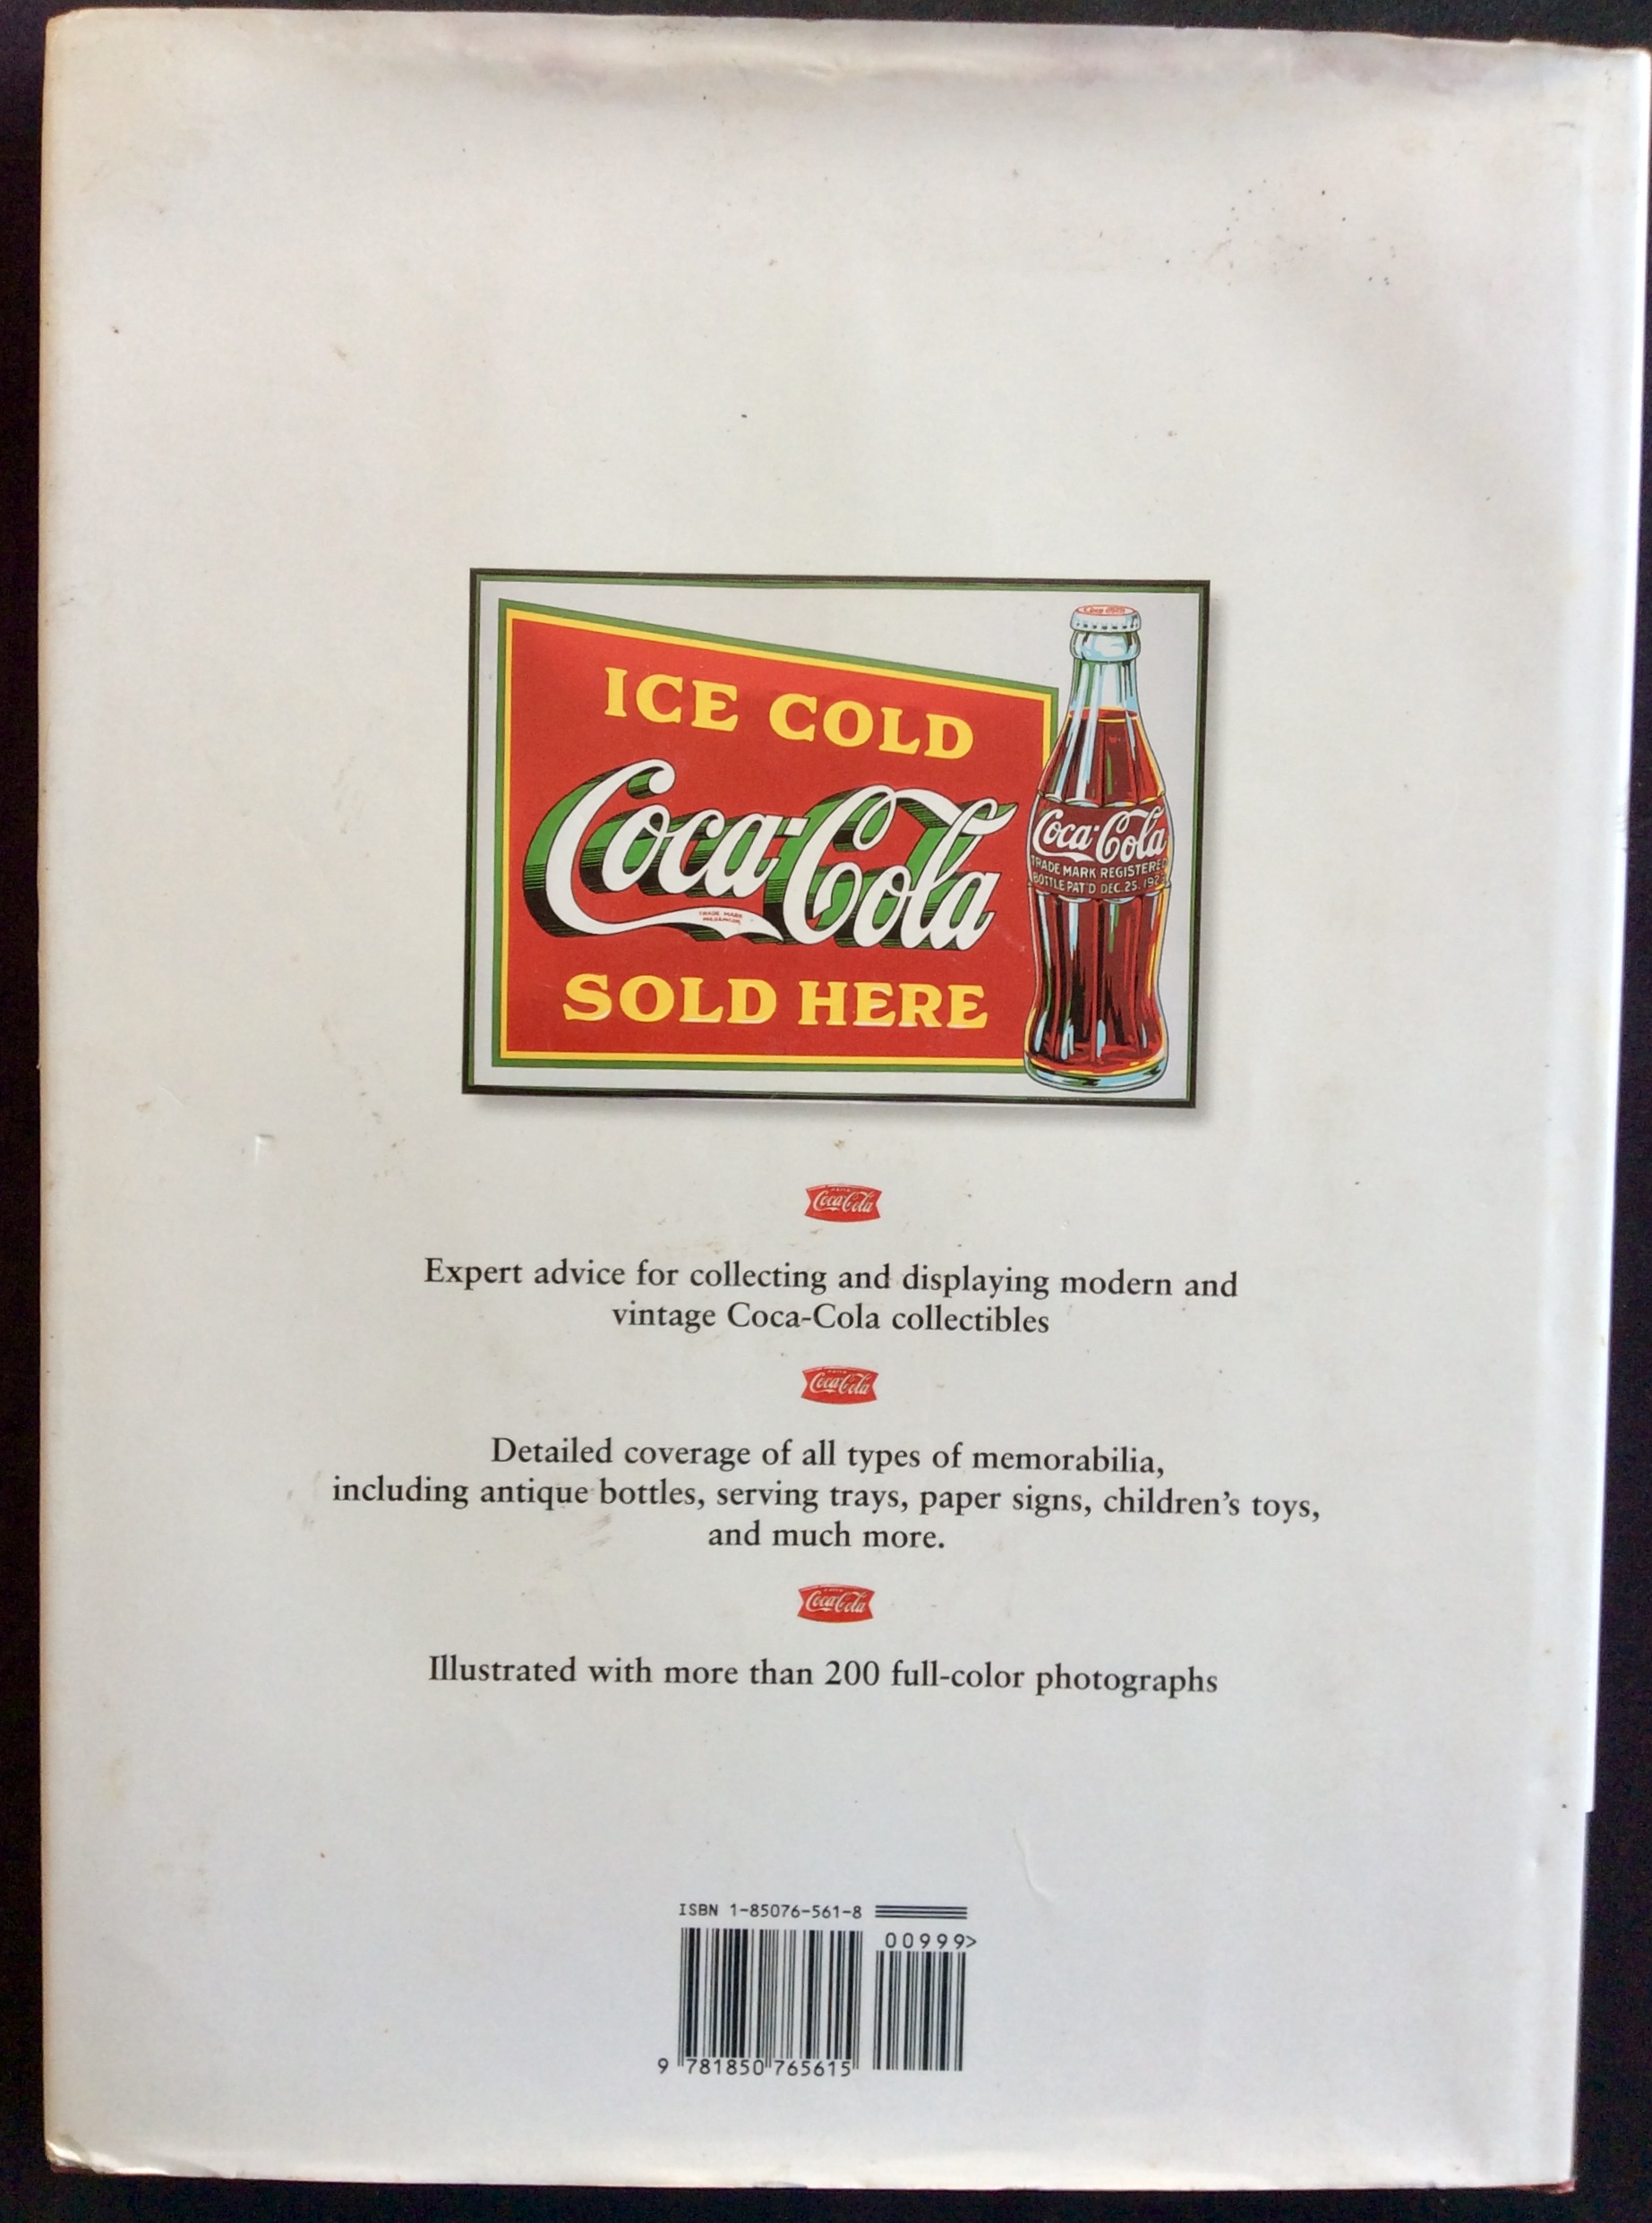 ICE COLD
Coca-Cola
TRADE MARK
SOLD HERE
Coca-Cola
TRADE MARK REGISTERED
BOTTLE PAT'D DEC. 25, 192
Coca-Cola
Expert advice for collecting and displaying modern and
vintage Coca-Cola collectibles
Coca-Cola
Detailed coverage of all types of memorabilia,
including antique bottles, serving trays, paper signs, children's toys,
and much more.
Coca-Cola
Illustrated with more than 200 full-color photographs
ISBN 1-85076-561-8
00999>
9 781850 765615